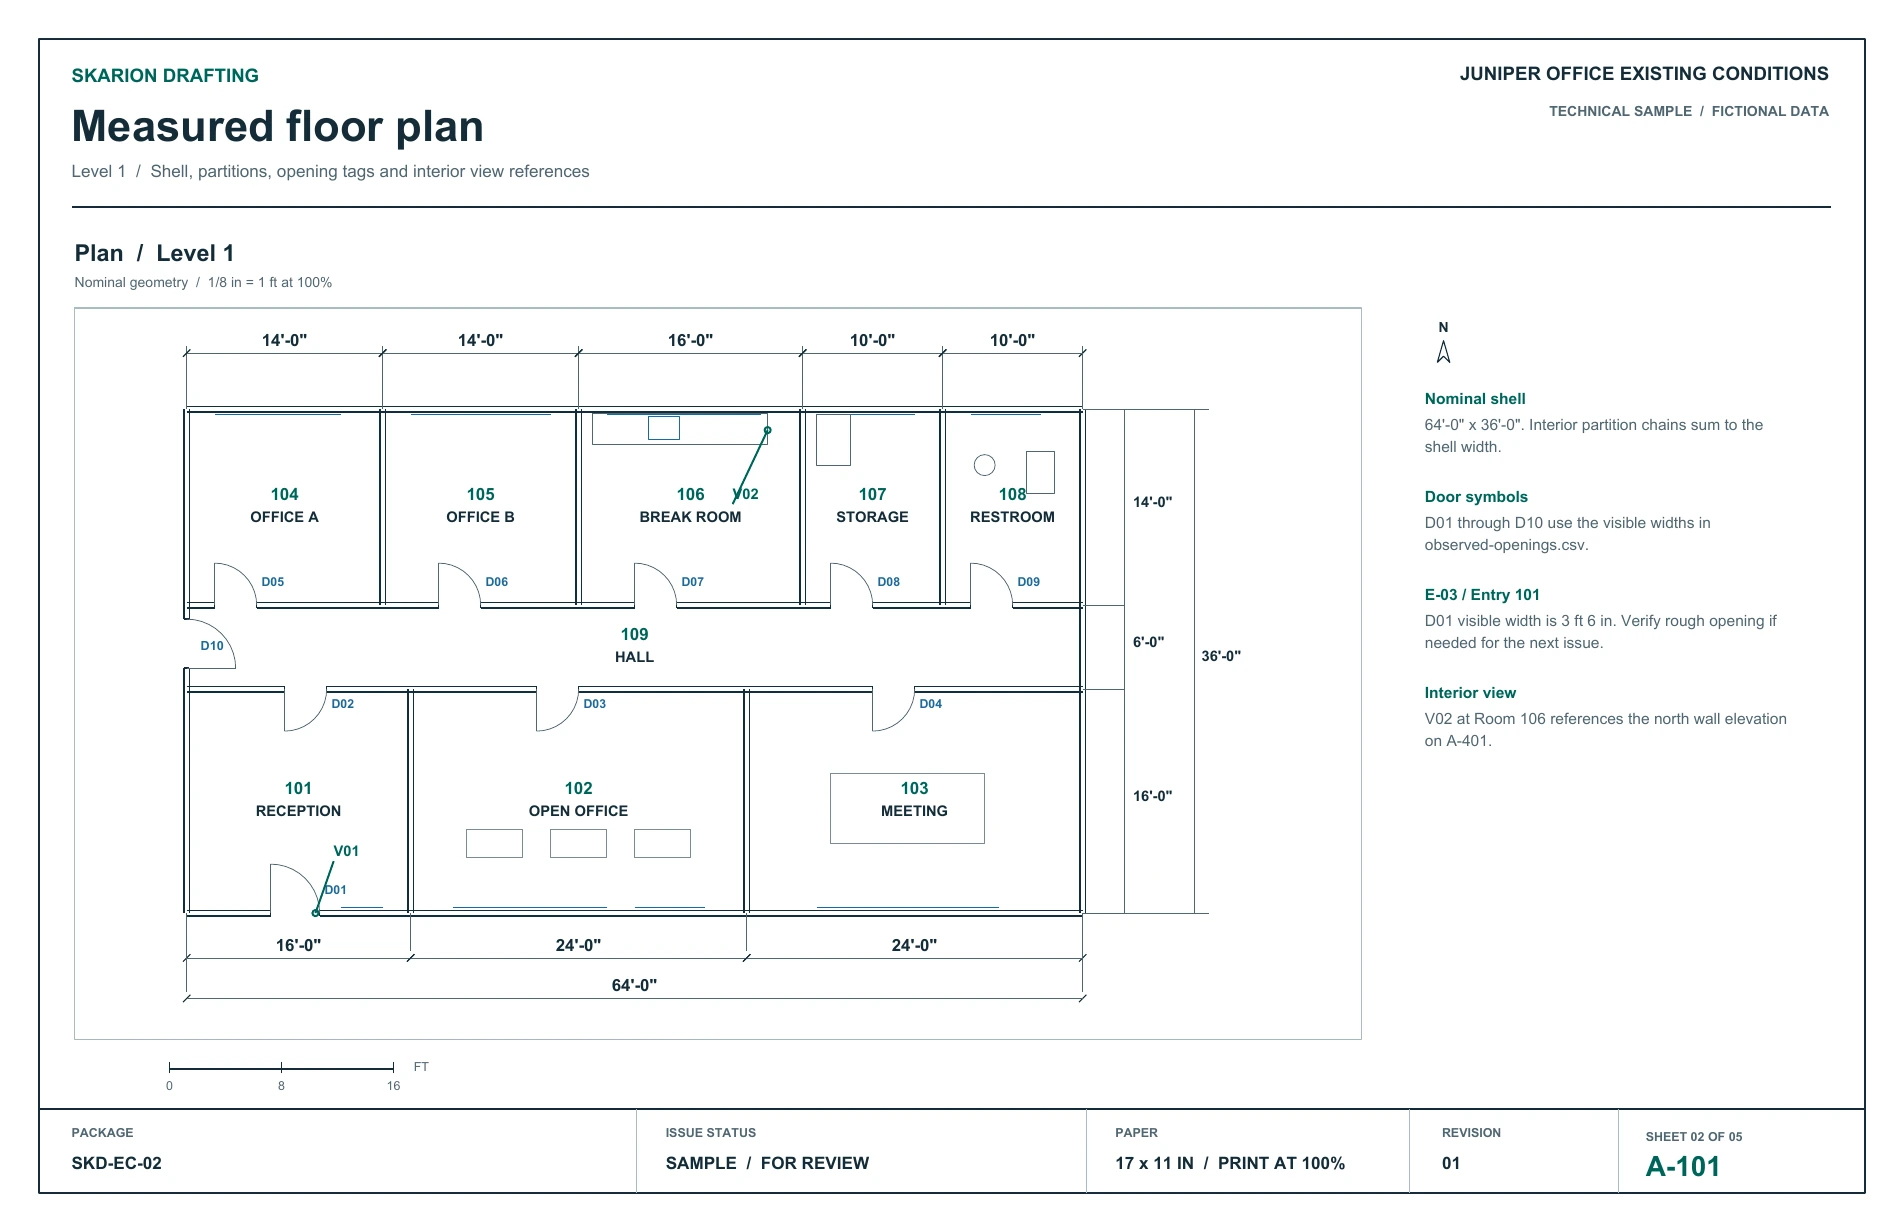 SKARION DRAFTING
JUNIPER OFFICE EXISTING CONDITIONS
Measured floor plan
TECHNICAL SAMPLE / FICTIONAL DATA
Level 1 / Shell, partitions, opening tags and interior view references
Plan / Level 1
Nominal geometry / 1/8 in = 1 ft at 100%
14'-0" 14'-0" 16'-0" 10'-0" 10'-0"
104 105 106 V02 107 108
OFFICE A OFFICE B BREAK ROOM STORAGE RESTROOM
14'-0"
D05 D06 D07 D08 D09
109
HALL
D10
6'-0"
36'-0"
D02 D03 D04
101 102 103
RECEPTION OPEN OFFICE MEETING
16'-0"
V01
D01
16'-0" 24'-0" 24'-0"
64'-0"
0 8 16 FT
N
Nominal shell
64'-0" x 36'-0". Interior partition chains sum to the
shell width.
Door symbols
D01 through D10 use the visible widths in
observed-openings.csv.
E-03 / Entry 101
D01 visible width is 3 ft 6 in. Verify rough opening if
needed for the next issue.
Interior view
V02 at Room 106 references the north wall elevation
on A-401.
PACKAGE
SKD-EC-02
ISSUE STATUS
SAMPLE / FOR REVIEW
PAPER
17 x 11 IN / PRINT AT 100%
REVISION
01
SHEET 02 OF 05
A-101